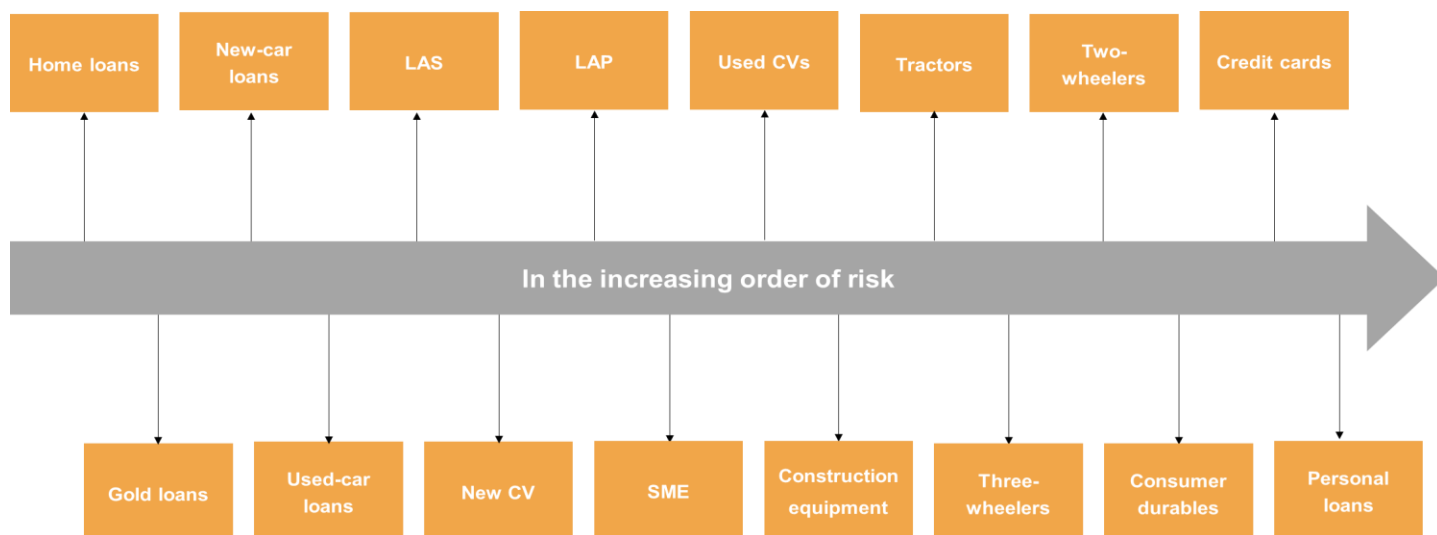 Home loans
New-car
loans
LAS
LAP
Used CVs
Tractors
Two-
wheelers
Credit cards
In the increasing order of risk
Gold loans
Used-car
loans
New CV
SME
Construction
equipment
Three-
wheelers
Consumer
durables
Personal
loans